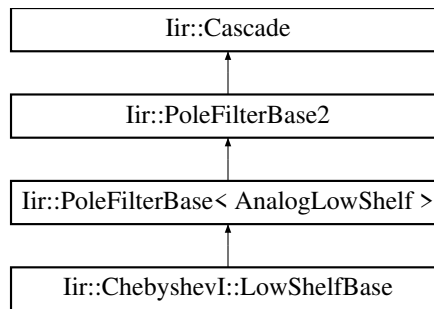 Iir::Cascade
Iir::PoleFilterBase2
Iir::PoleFilterBase< AnalogLowShelf >
Iir::ChebyshevI::LowShelfBase